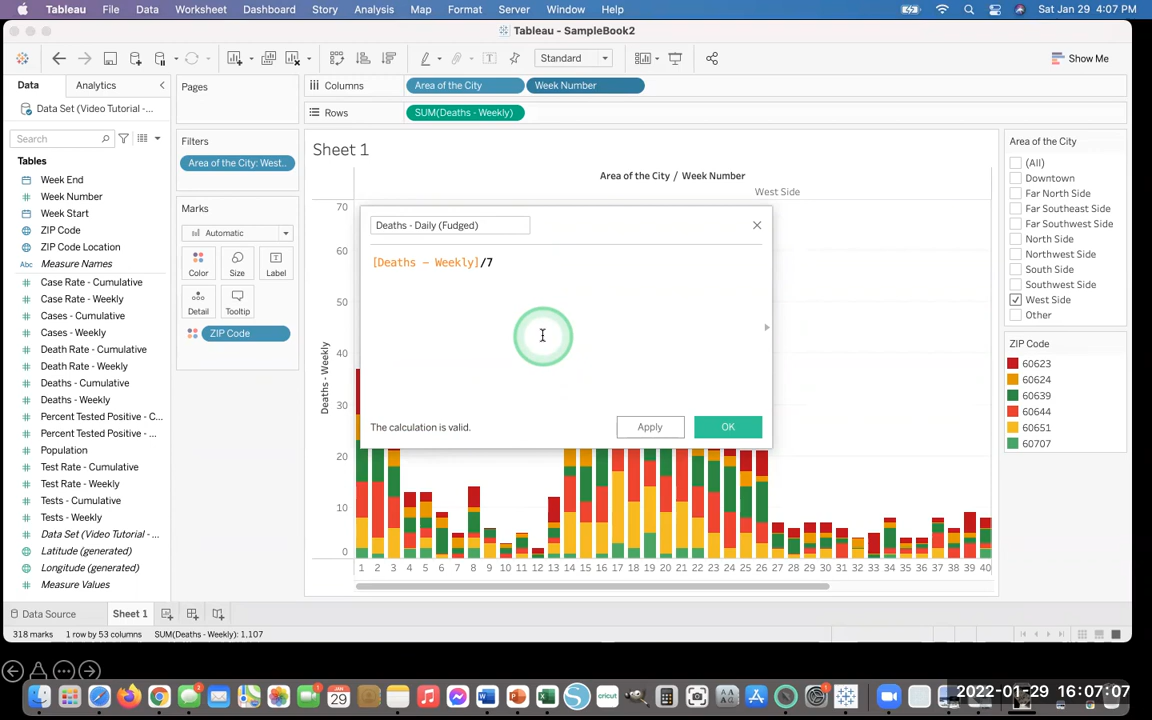 Tableau File Data Worksheet Dashboard Story Analysis Map Format Server Window Help Sat Jan 29 4:07 PM
Tableau - SampleBook2
Standard
Show Me
Data Analytics
Data Set (Video Tutorial -...
Search
Tables
Week End
Week Number
Week Start
ZIP Code
ZIP Code Location
Abc Measure Names
Case Rate - Cumulative
Case Rate - Weekly
Cases - Cumulative
Cases - Weekly
Death Rate - Cumulative
Death Rate - Weekly
Deaths - Cumulative
Deaths - Weekly
Percent Tested Positive - C...
Percent Tested Positive - ...
Population
Test Rate - Cumulative
Test Rate - Weekly
Tests - Cumulative
Tests - Weekly
Data Set (Video Tutorial - ...
Latitude (generated)
Longitude (generated)
Measure Values
Pages
Filters
Area of the City: West..
Marks
Automatic
Color Size Label
Detail Tooltip
ZIP Code
Columns Area of the City Week Number
Rows SUM(Deaths - Weekly)
Sheet 1
Area of the City / Week Number
West Side
Deaths - Weekly
70
60
50
40
30
20
10
0
1 2 3 4 5 6 7 8 9 10 11 12 13 14 15 16 17 18 19 20 21 22 23 24 25 26 27 28 29 30 31 32 33 34 35 36 37 38 39 40
Deaths - Daily (Fudged)
[Deaths - Weekly]/7
The calculation is valid.
Apply OK
Area of the City
(All)
Downtown
Far North Side
Far Southeast Side
Far Southwest Side
North Side
Northwest Side
South Side
Southwest Side
West Side
Other
ZIP Code
60623
60624
60639
60644
60651
60707
Data Source Sheet 1
318 marks 1 row by 53 columns SUM(Deaths - Weekly): 1,107
2022-01-29 16:07:07